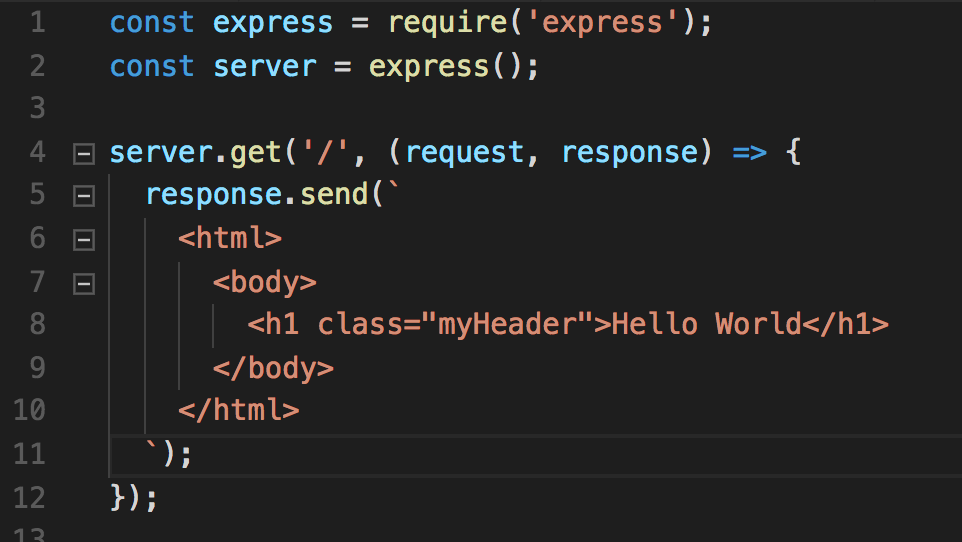 1 const express = require('express');
2 const server = express();
3
4 server.get('/', (request, response) => {
5   response.send(`
6     <html>
7       <body>
8         <h1 class="myHeader">Hello World</h1>
9       </body>
10     </html>
11   `);
12 });
13